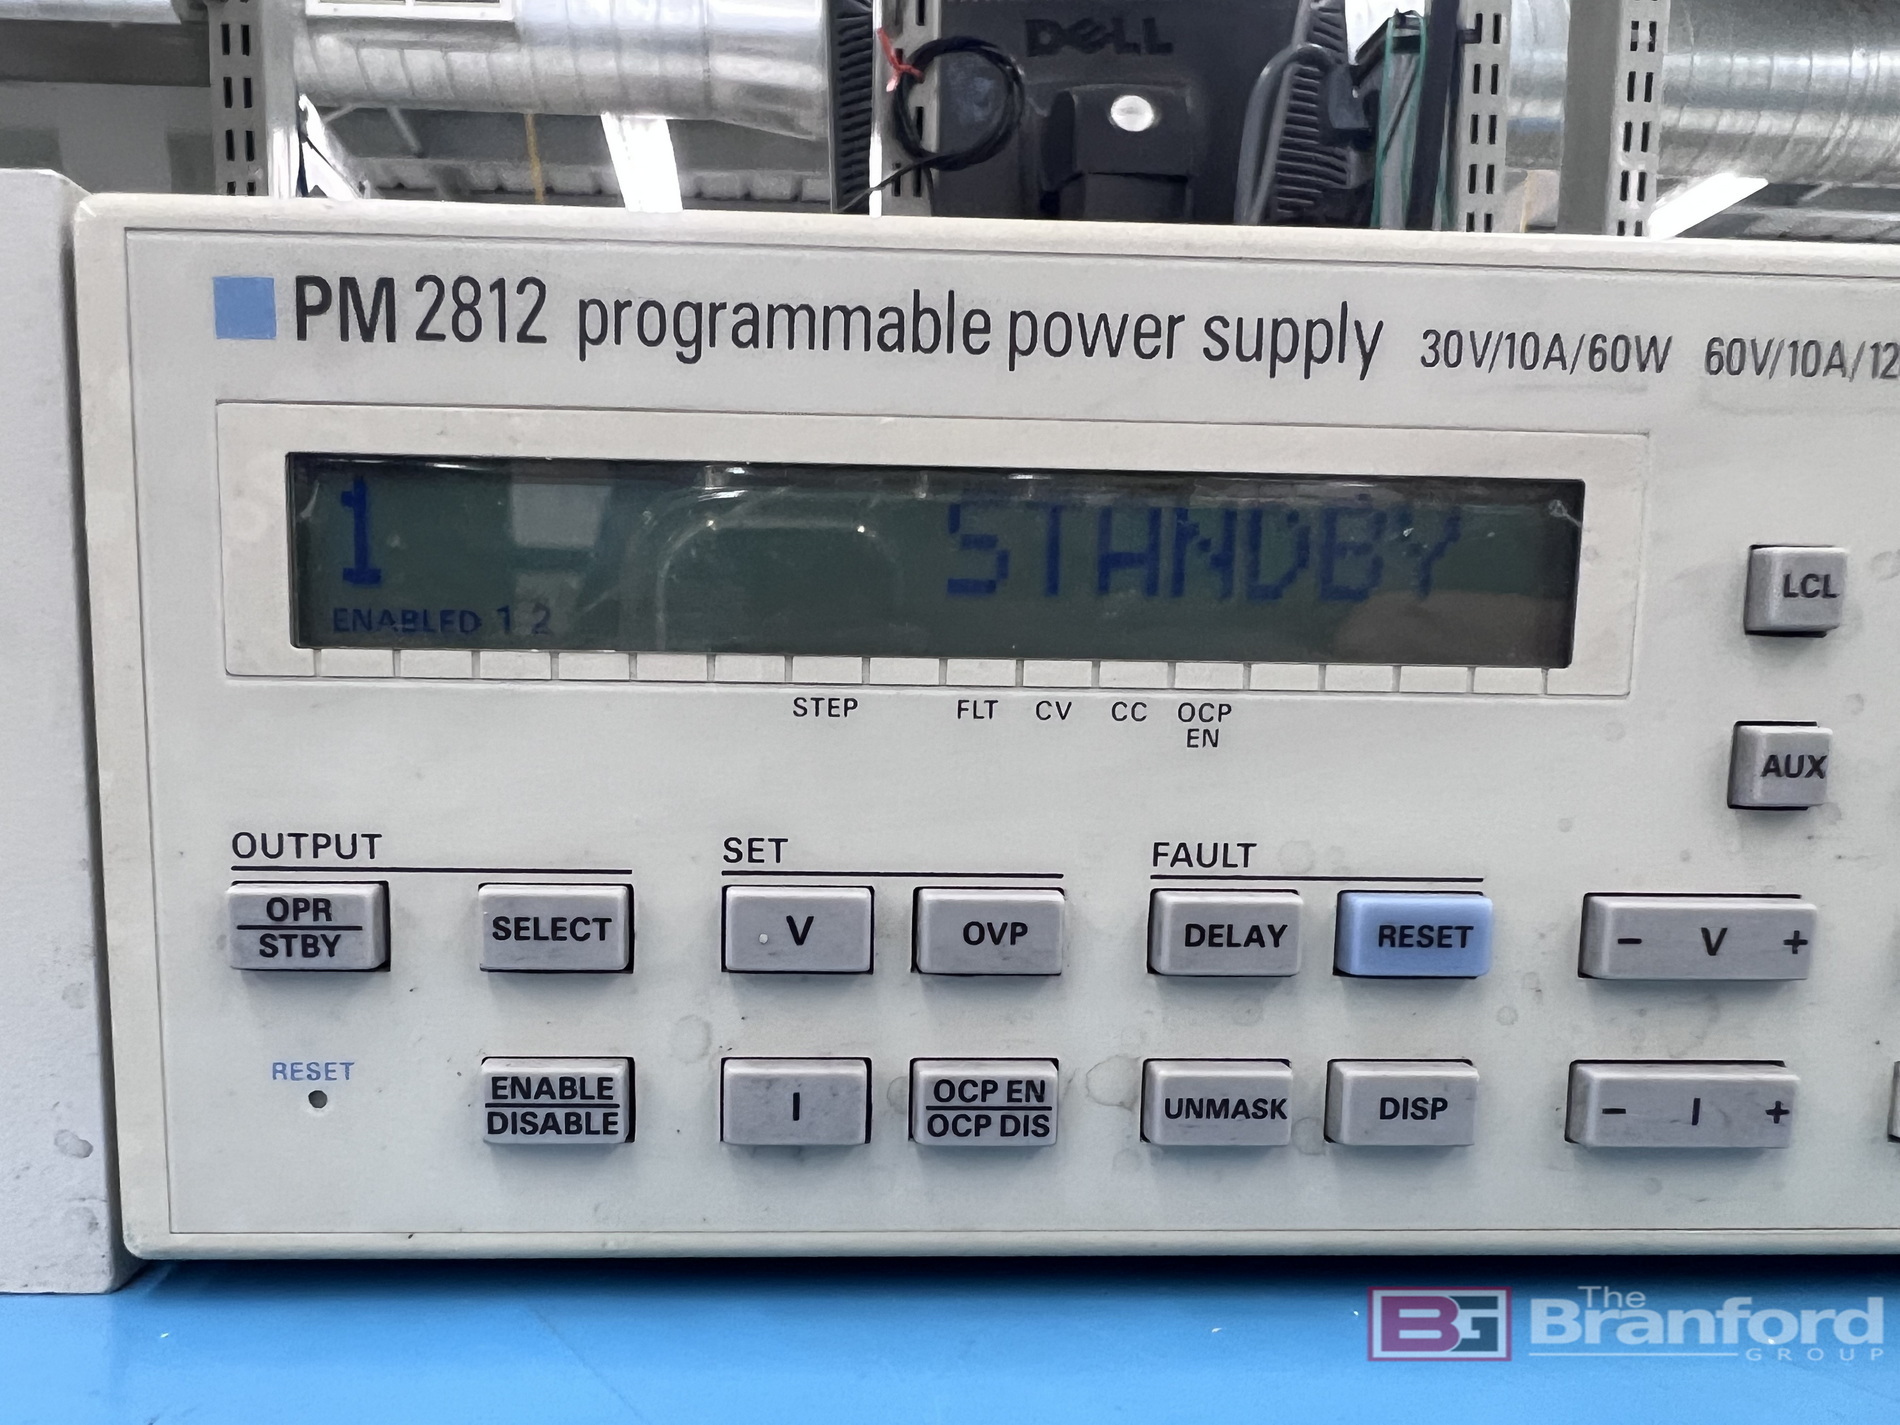 DELL
PM 2812 programmable power supply 30V/10A/60W 60V/10A/12
1 STANDBY
ENABLED 1 2
STEP FLT CV CC OCP EN
LCL
AUX
OUTPUT SET FAULT
OPR STBY SELECT V OVP DELAY RESET - V +
RESET ENABLE DISABLE I OCP EN OCP DIS UNMASK DISP - I +
BG The Branford GROUP